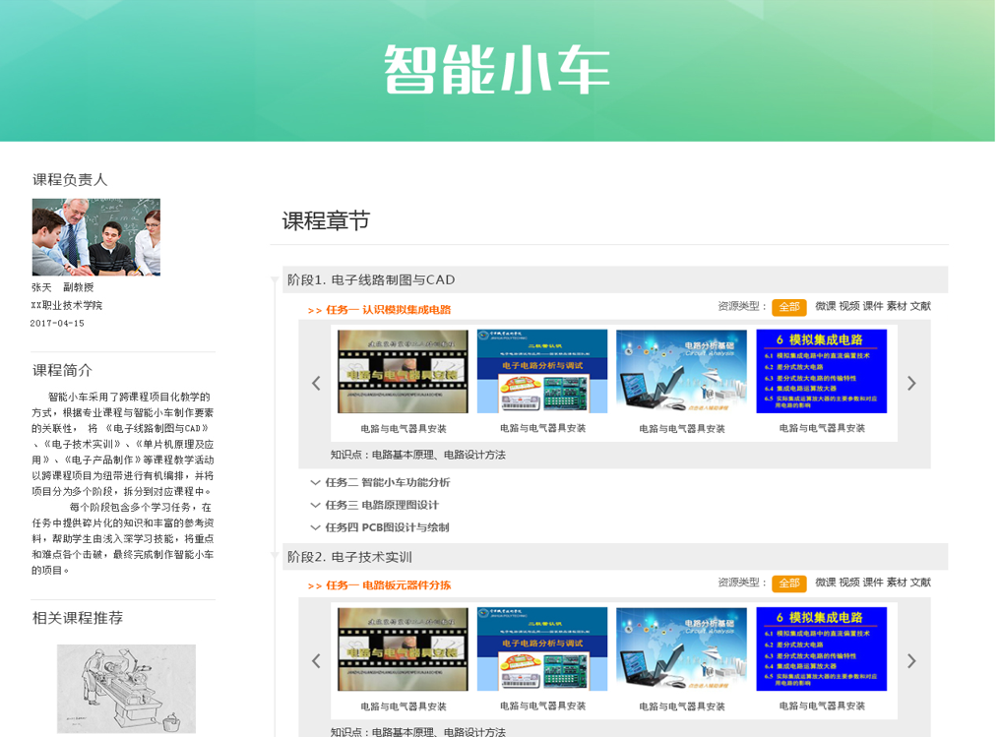 智能小车
课程负责人
张天 副教授
XX职业技术学院
2017-04-15
课程简介
智能小车采用了跨课程项目化教学的
方式，根据专业课程与智能小车制作要素
的关联性， 将 《电子线路制图与CAD》
、《电子技术实训》、《单片机原理及应
用》、《电子产品制作》等课程教学活动
以跨课程项目为纽带进行有机编排，并将
项目分为多个阶段，拆分到对应课程中。
每个阶段包含多个学习任务，在
任务中提供碎片化的知识和丰富的参考资
料，帮助学生由浅入深学习技能，将重点
和难点各个击破，最终完成制作智能小车
的项目。
相关课程推荐
课程章节
阶段1. 电子线路制图与CAD
>> 任务一 认识模拟集成电路
资源类型： 全部 微课 视频 课件 素材 文献
电路与电气器具安装
二极管认识
电子电路分析与调试
电路分析基础
Circuit Analysis
点击进入辅助课程
6 模拟集成电路
6.1 模拟集成电路中的直流偏置技术
6.2 差分式放大电路
6.3 差分式放大电路的传输特性
6.4 集成电路运算放大器
6.5 实际集成运算放大器的主要参数和对应
用电路的影响
电路与电气器具安装 电路与电气器具安装 电路与电气器具安装 电路与电气器具安装
知识点：电路基本原理、电路设计方法
任务二 智能小车功能分析
任务三 电路原理图设计
任务四 PCB图设计与绘制
阶段2. 电子技术实训
>> 任务一 电路板元器件分拣
资源类型： 全部 微课 视频 课件 素材 文献
电路与电气器具安装
二极管认识
电子电路分析与调试
电路分析基础
Circuit Analysis
点击进入辅助课程
6 模拟集成电路
6.1 模拟集成电路中的直流偏置技术
6.2 差分式放大电路
6.3 差分式放大电路的传输特性
6.4 集成电路运算放大器
6.5 实际集成运算放大器的主要参数和对应
用电路的影响
电路与电气器具安装 电路与电气器具安装 电路与电气器具安装 电路与电气器具安装
知识点：电路基本原理、电路设计方法